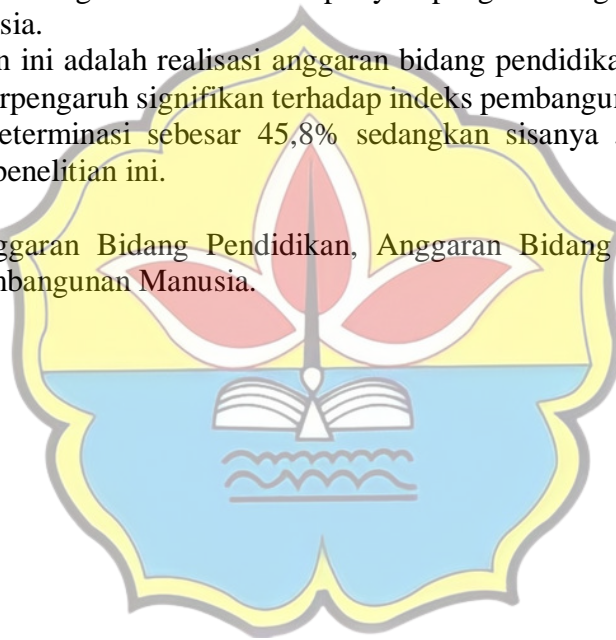 sia.
n ini adalah realisasi anggaran bidang pendidika
erpengaruh signifikan terhadap indeks pembangun
eterminasi sebesar 45,8% sedangkan sisanya
penelitian ini.
ggaran Bidang Pendidikan, Anggaran Bidang
mbangunan Manusia.